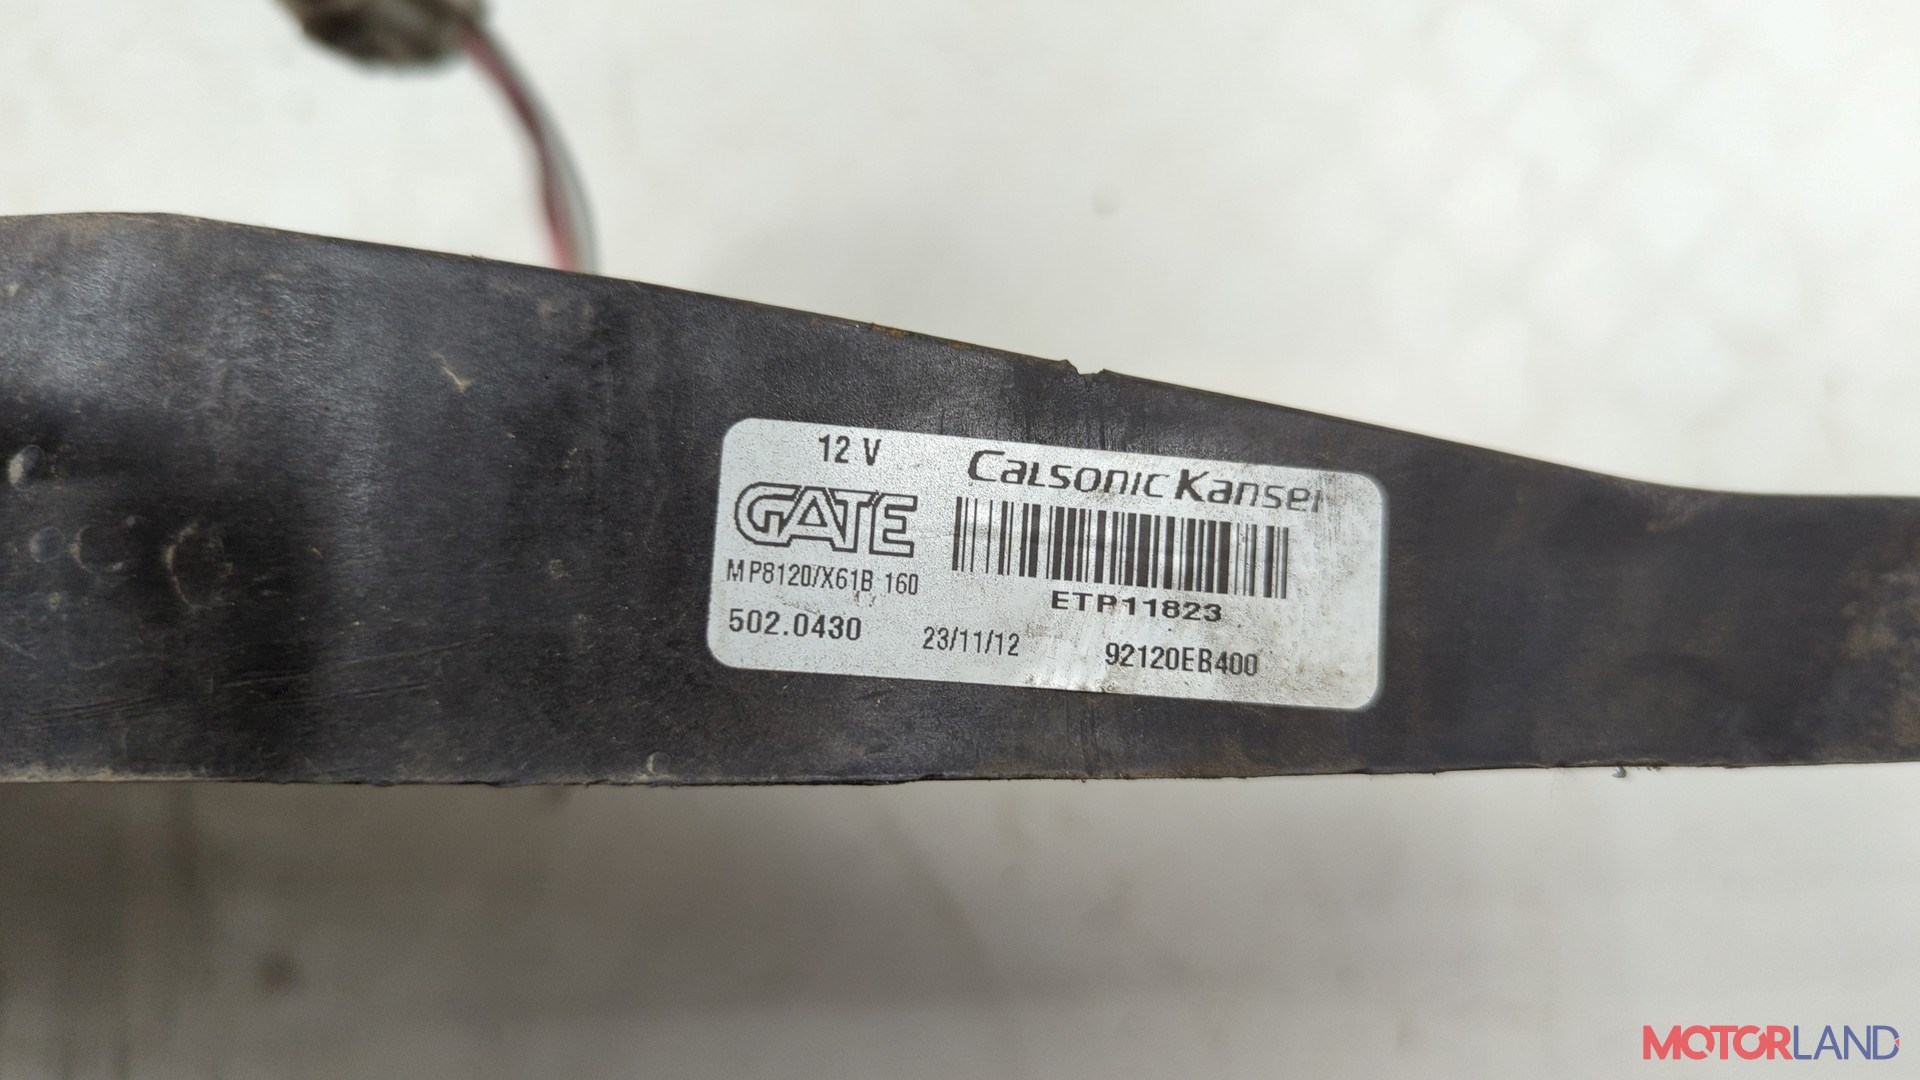 12 V
Calsonic Kansei
GATE
MP8120/X61B 160
ETP11823
502.0430
23/11/12
92120EB400
MOTORLAND